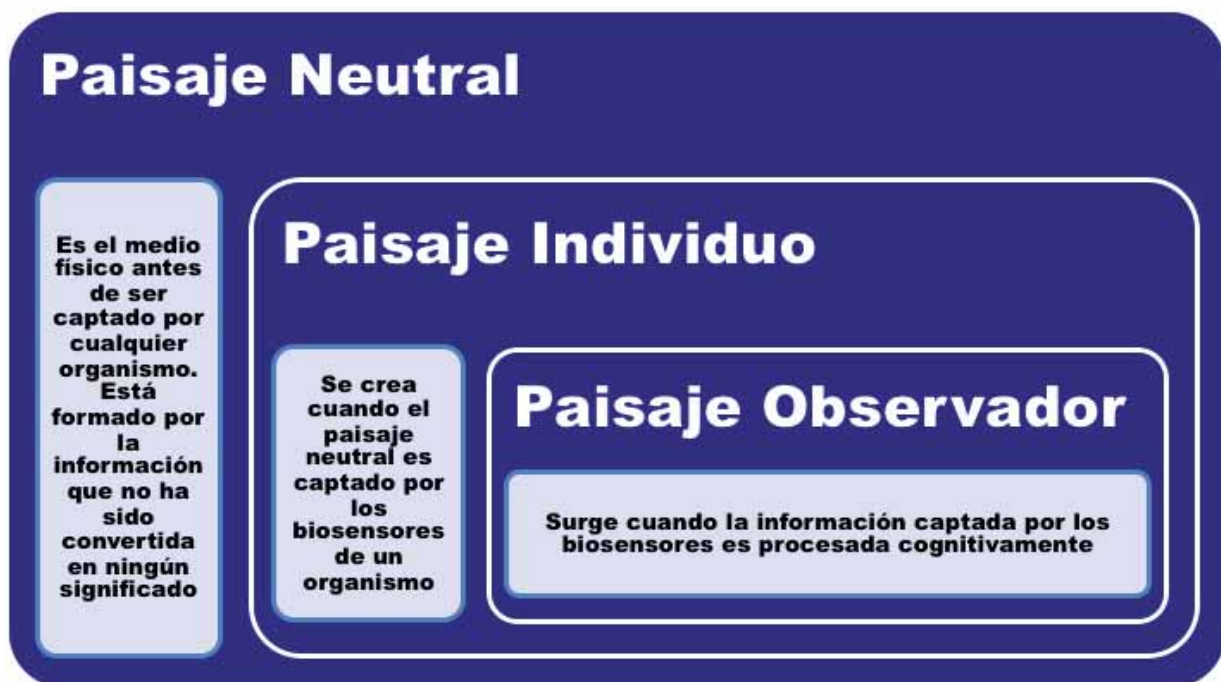 Paisaje Neutral
Es el medio
físico antes
de ser
captado por
cualquier
organismo.
Está
formado por
la
información
que no ha
sido
convertida
en ningún
significado
Paisaje Individuo
Se crea
cuando el
paisaje
neutral es
captado por
los
biosensores
de un
organismo
Paisaje Observador
Surge cuando la información captada por los
biosensores es procesada cognitivamente